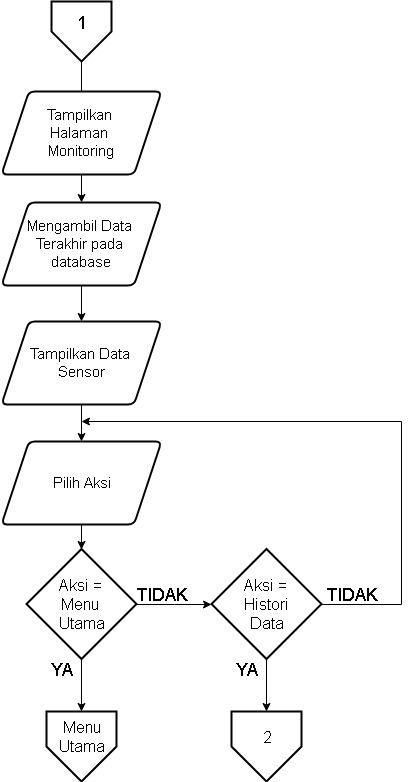 1
Tampilkan
Halaman
Monitoring
Mengambil Data
Terakhir pada
database
Tampilkan Data
Sensor
Pilih Aksi
Aksi =
Menu
Utama
TIDAK
Aksi =
Histori
Data
TIDAK
YA
YA
Menu
Utama
2